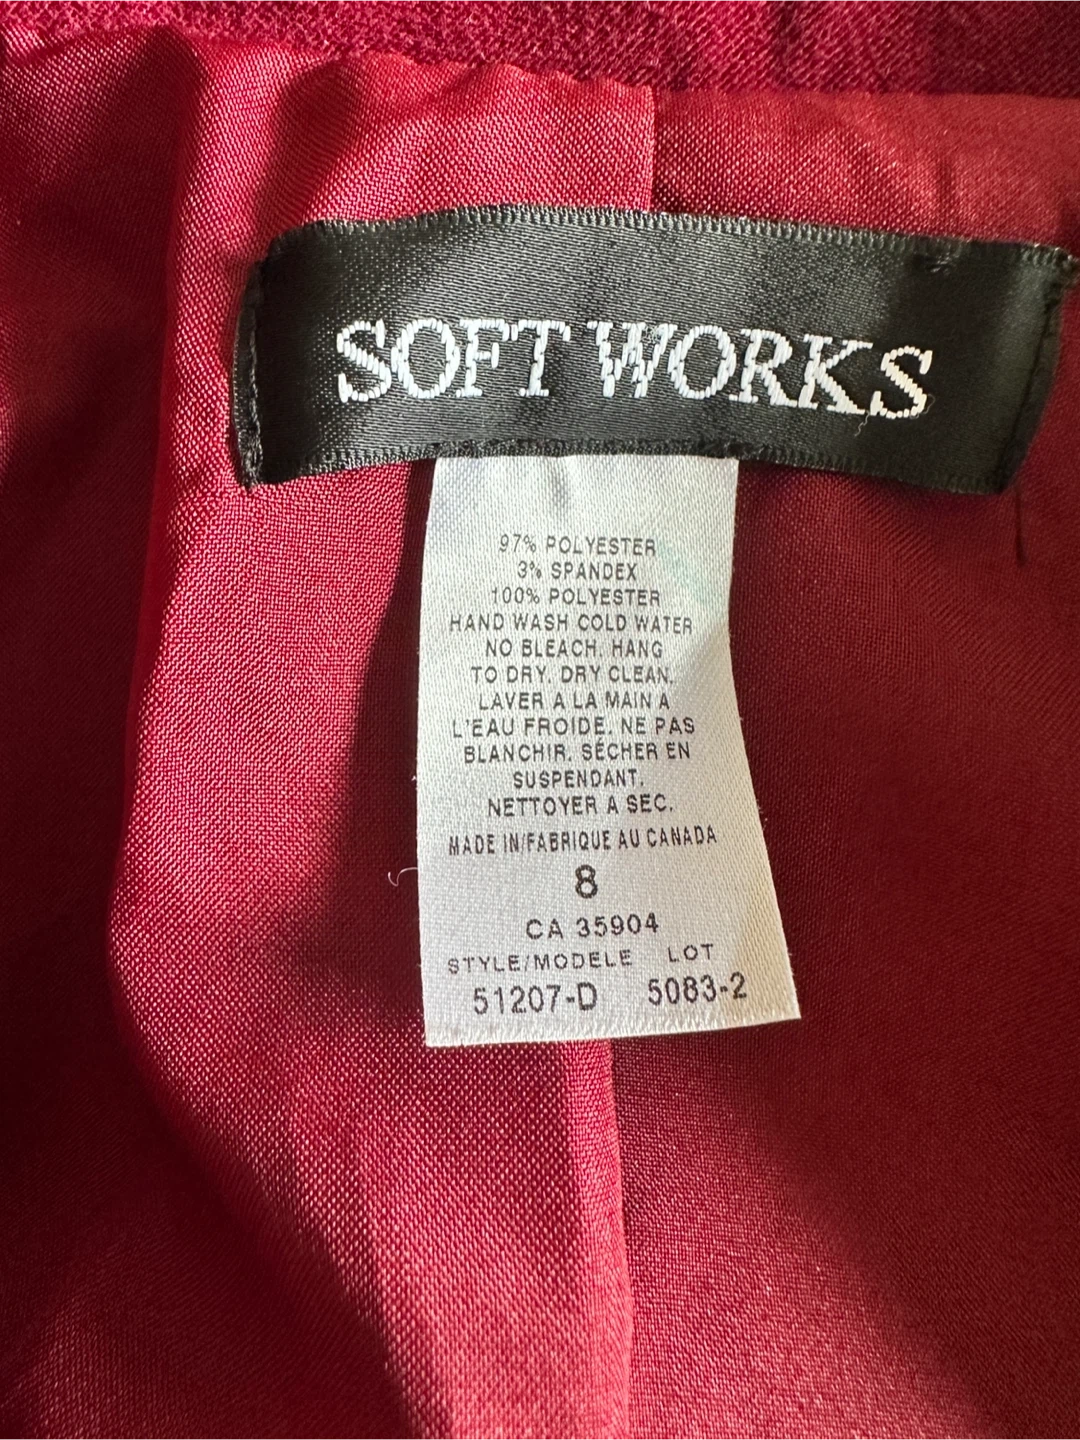 SOFT WORKS
97% POLYESTER
3% SPANDEX
100% POLYESTER
HAND WASH COLD WATER
NO BLEACH. HANG
TO DRY. DRY CLEAN.
LAVER A LA MAIN A
L'EAU FROIDE. NE PAS
BLANCHIR. SÉCHER EN
SUSPENDANT.
NETTOYER A SEC.
MADE IN/FABRIQUE AU CANADA
8
CA 35904
STYLE/MODELE LOT
51207-D 5083-2